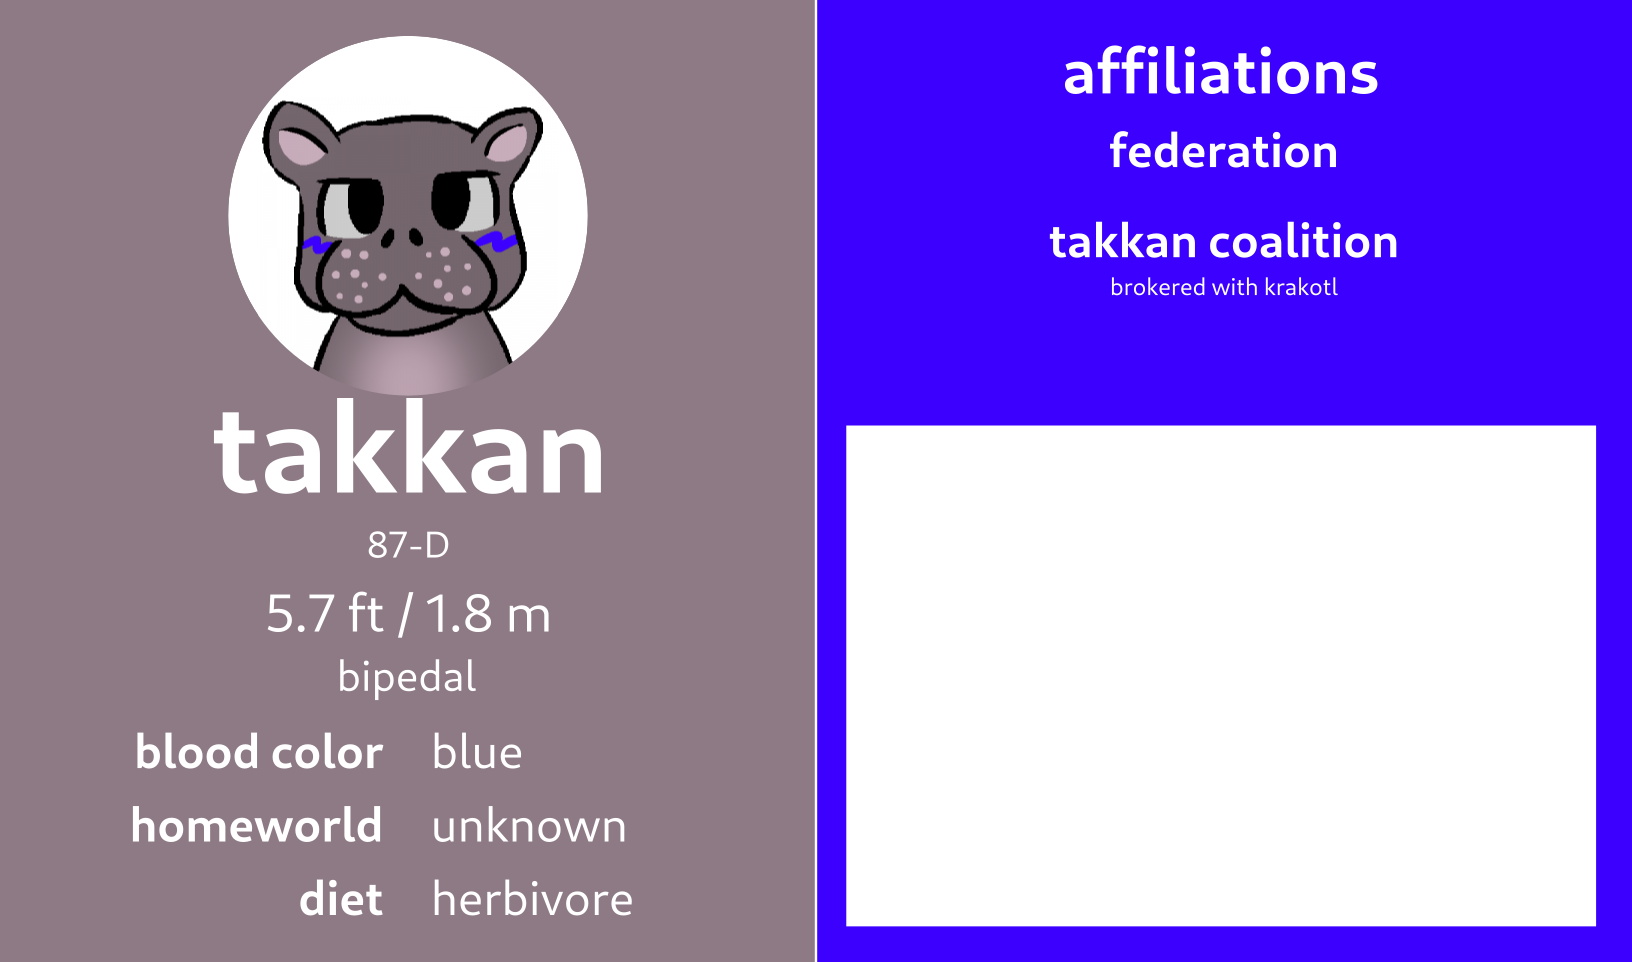 takkan
87-D
5.7 ft / 1.8 m
bipedal
blood color blue
homeworld unknown
diet herbivore
affiliations
federation
takkan coalition
brokered with krakotl